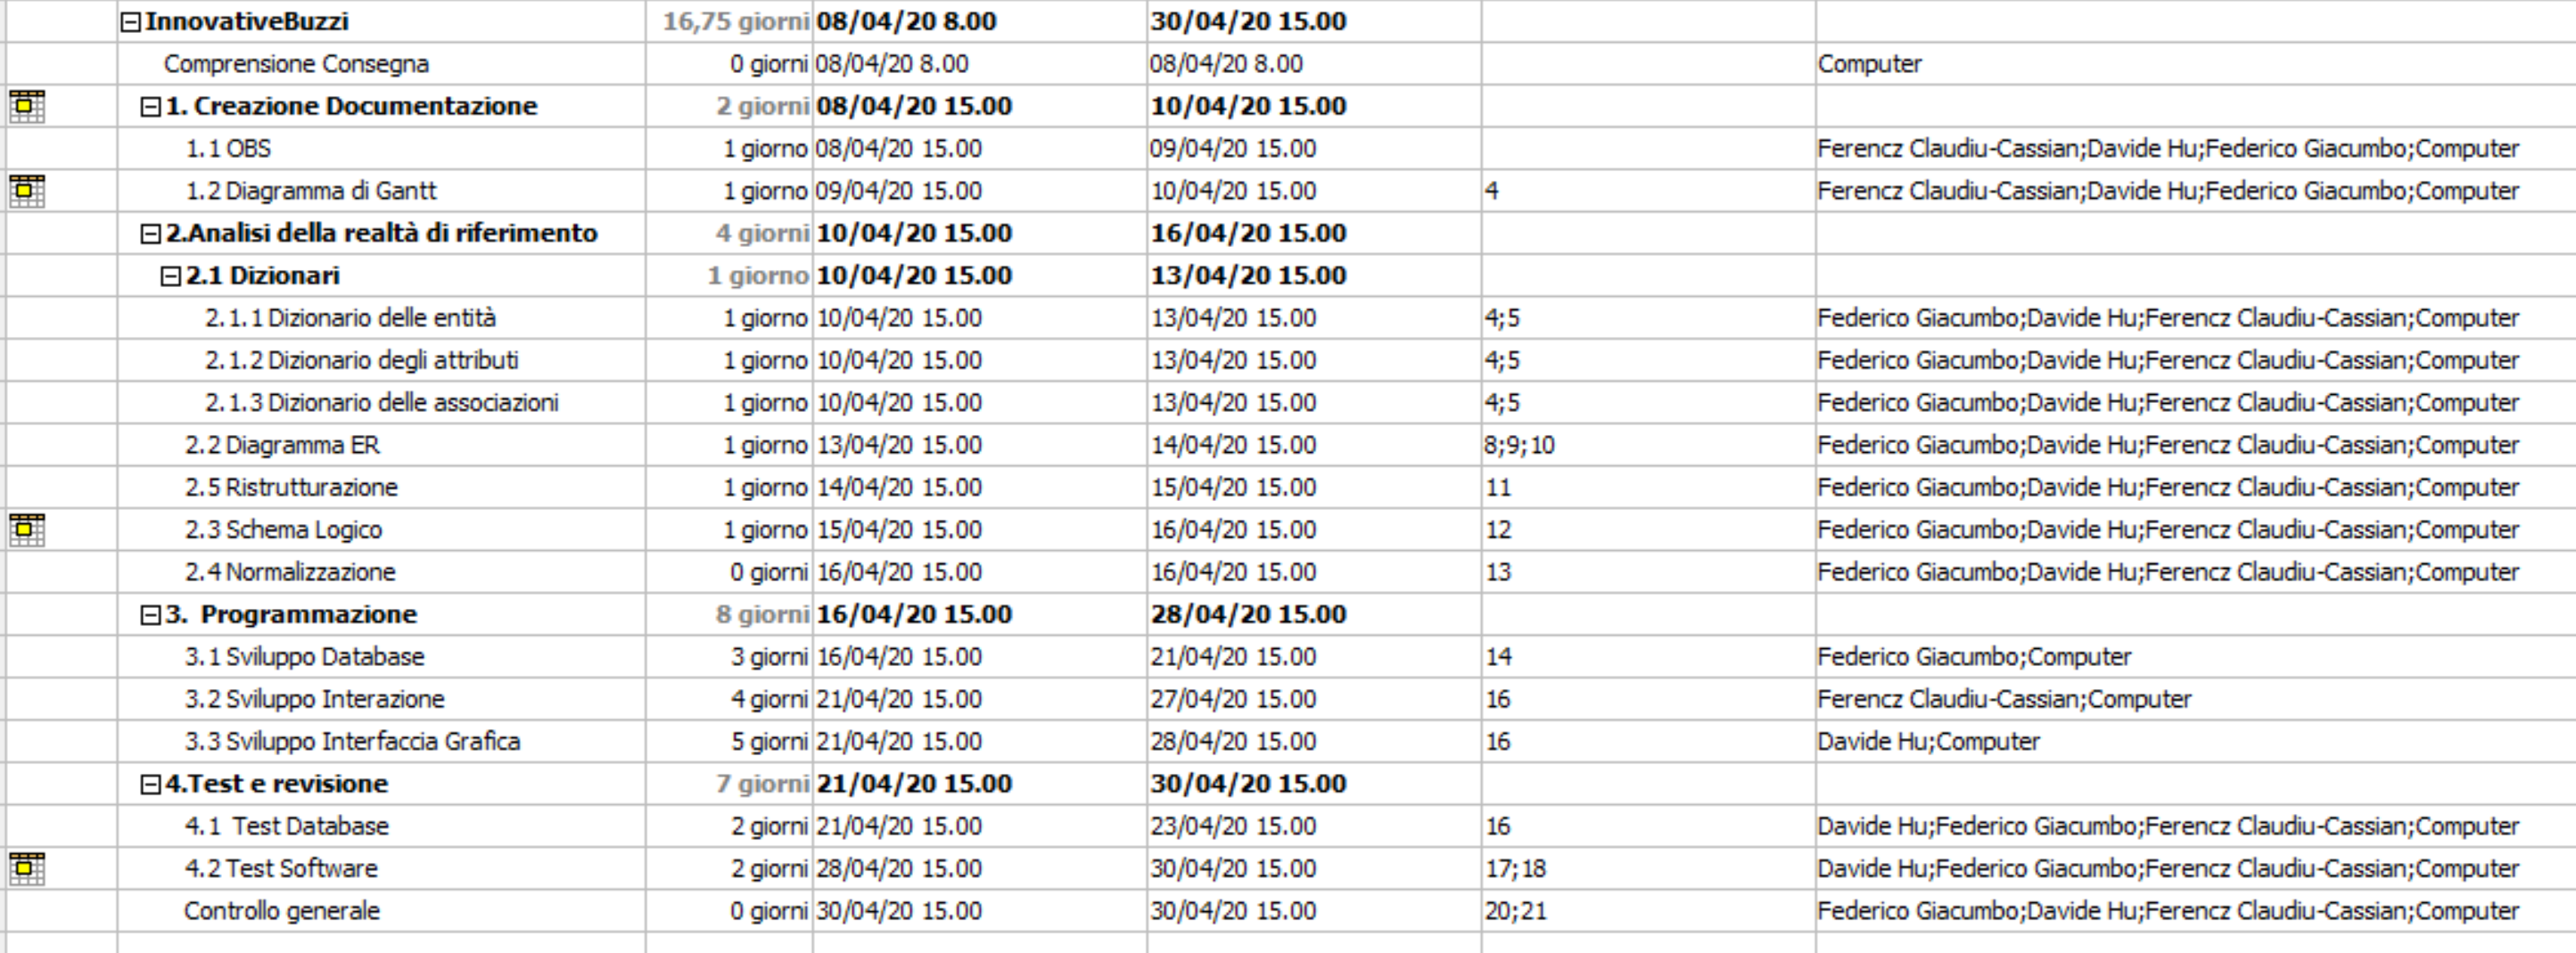 InnovativeBuzzi 16,75 giorni 08/04/20 8.00 30/04/20 15.00
Comprensione Consegna 0 giorni 08/04/20 8.00 08/04/20 8.00 Computer
1. Creazione Documentazione 2 giorni 08/04/20 15.00 10/04/20 15.00
1.1 OBS 1 giorno 08/04/20 15.00 09/04/20 15.00 Ferencz Claudiu-Cassian;Davide Hu;Federico Giacumbo;Computer
1.2 Diagramma di Gantt 1 giorno 09/04/20 15.00 10/04/20 15.00 4 Ferencz Claudiu-Cassian;Davide Hu;Federico Giacumbo;Computer
2.Analisi della realtà di riferimento 4 giorni 10/04/20 15.00 16/04/20 15.00
2.1 Dizionari 1 giorno 10/04/20 15.00 13/04/20 15.00
2.1.1 Dizionario delle entità 1 giorno 10/04/20 15.00 13/04/20 15.00 4;5 Federico Giacumbo;Davide Hu;Ferencz Claudiu-Cassian;Computer
2.1.2 Dizionario degli attributi 1 giorno 10/04/20 15.00 13/04/20 15.00 4;5 Federico Giacumbo;Davide Hu;Ferencz Claudiu-Cassian;Computer
2.1.3 Dizionario delle associazioni 1 giorno 10/04/20 15.00 13/04/20 15.00 4;5 Federico Giacumbo;Davide Hu;Ferencz Claudiu-Cassian;Computer
2.2 Diagramma ER 1 giorno 13/04/20 15.00 14/04/20 15.00 8;9;10 Federico Giacumbo;Davide Hu;Ferencz Claudiu-Cassian;Computer
2.5 Ristrutturazione 1 giorno 14/04/20 15.00 15/04/20 15.00 11 Federico Giacumbo;Davide Hu;Ferencz Claudiu-Cassian;Computer
2.3 Schema Logico 1 giorno 15/04/20 15.00 16/04/20 15.00 12 Federico Giacumbo;Davide Hu;Ferencz Claudiu-Cassian;Computer
2.4 Normalizzazione 0 giorni 16/04/20 15.00 16/04/20 15.00 13 Federico Giacumbo;Davide Hu;Ferencz Claudiu-Cassian;Computer
3. Programmazione 8 giorni 16/04/20 15.00 28/04/20 15.00
3.1 Sviluppo Database 3 giorni 16/04/20 15.00 21/04/20 15.00 14 Federico Giacumbo;Computer
3.2 Sviluppo Interazione 4 giorni 21/04/20 15.00 27/04/20 15.00 16 Ferencz Claudiu-Cassian;Computer
3.3 Sviluppo Interfaccia Grafica 5 giorni 21/04/20 15.00 28/04/20 15.00 16 Davide Hu;Computer
4.Test e revisione 7 giorni 21/04/20 15.00 30/04/20 15.00
4.1 Test Database 2 giorni 21/04/20 15.00 23/04/20 15.00 16 Davide Hu;Federico Giacumbo;Ferencz Claudiu-Cassian;Computer
4.2 Test Software 2 giorni 28/04/20 15.00 30/04/20 15.00 17;18 Davide Hu;Federico Giacumbo;Ferencz Claudiu-Cassian;Computer
Controllo generale 0 giorni 30/04/20 15.00 30/04/20 15.00 20;21 Federico Giacumbo;Davide Hu;Ferencz Claudiu-Cassian;Computer